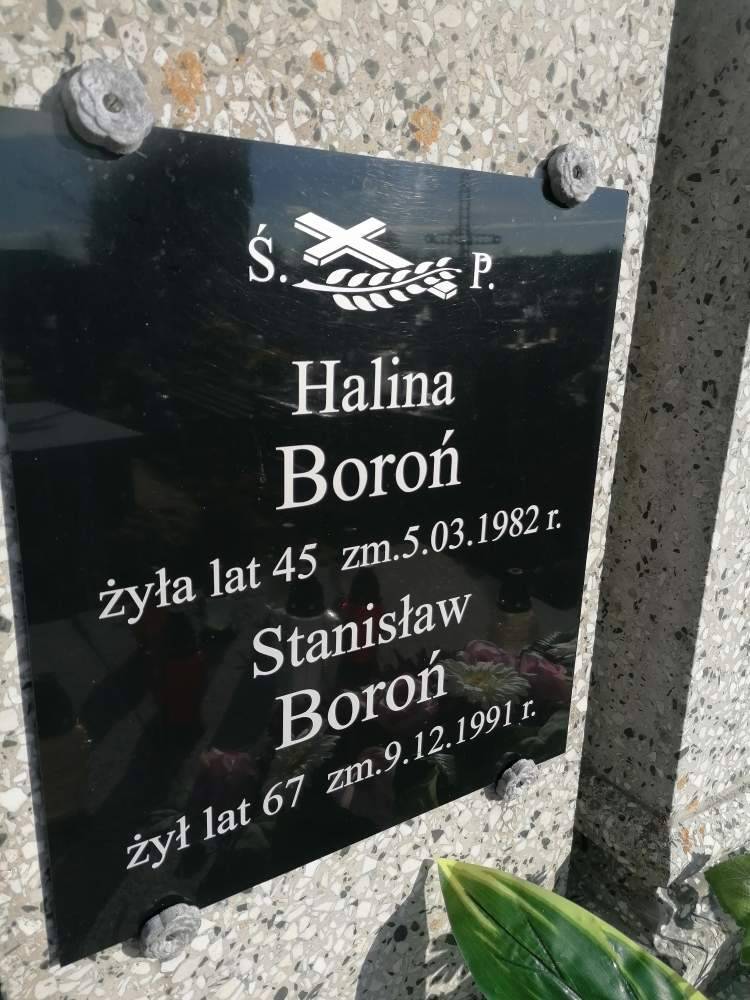 Ś. P.
Halina
Boroń
żyła lat 45 zm.5.03.1982 r.
Stanisław
Boroń
żył lat 67 zm.9.12.1991 r.